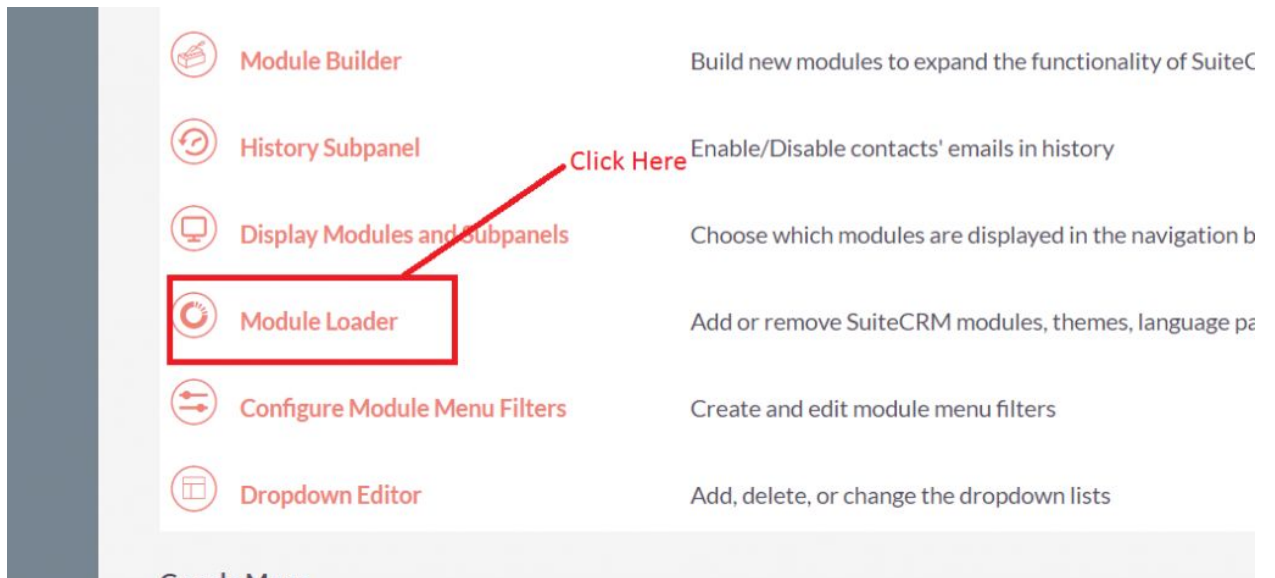 Module Builder Build new modules to expand the functionality of SuiteC
History Subpanel Enable/Disable contacts' emails in history
Click Here
Display Modules and Subpanels Choose which modules are displayed in the navigation b
Module Loader Add or remove SuiteCRM modules, themes, language pa
Configure Module Menu Filters Create and edit module menu filters
Dropdown Editor Add, delete, or change the dropdown lists